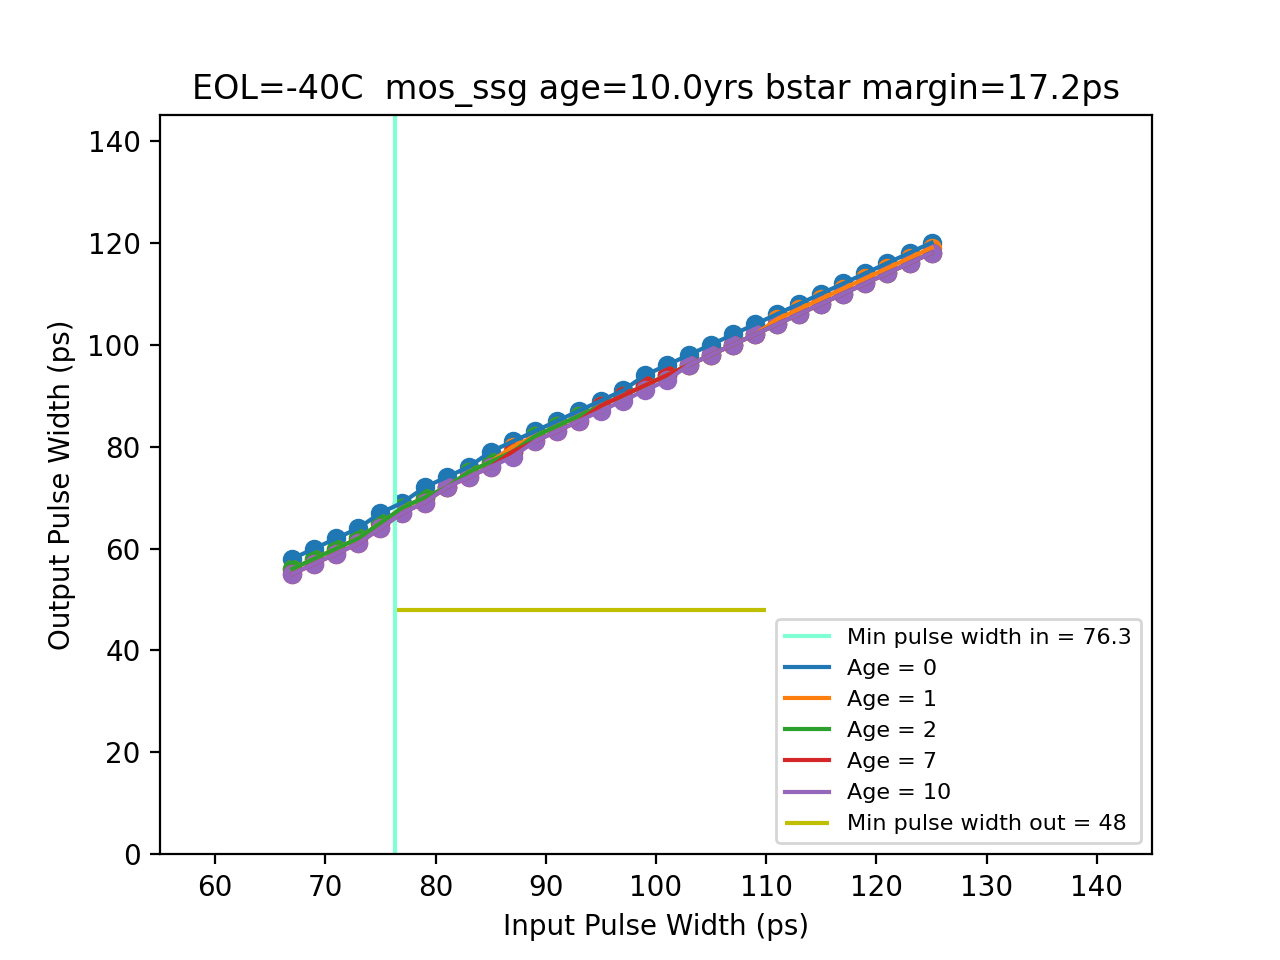 EOL=-40C  mos_ssg age=10.0yrs bstar margin=17.2ps
140
120
100
80
60
40
20
0
Output Pulse Width (ps)
Min pulse width in = 76.3
Age = 0
Age = 1
Age = 2
Age = 7
Age = 10
Min pulse width out = 48
60 70 80 90 100 110 120 130 140
Input Pulse Width (ps)